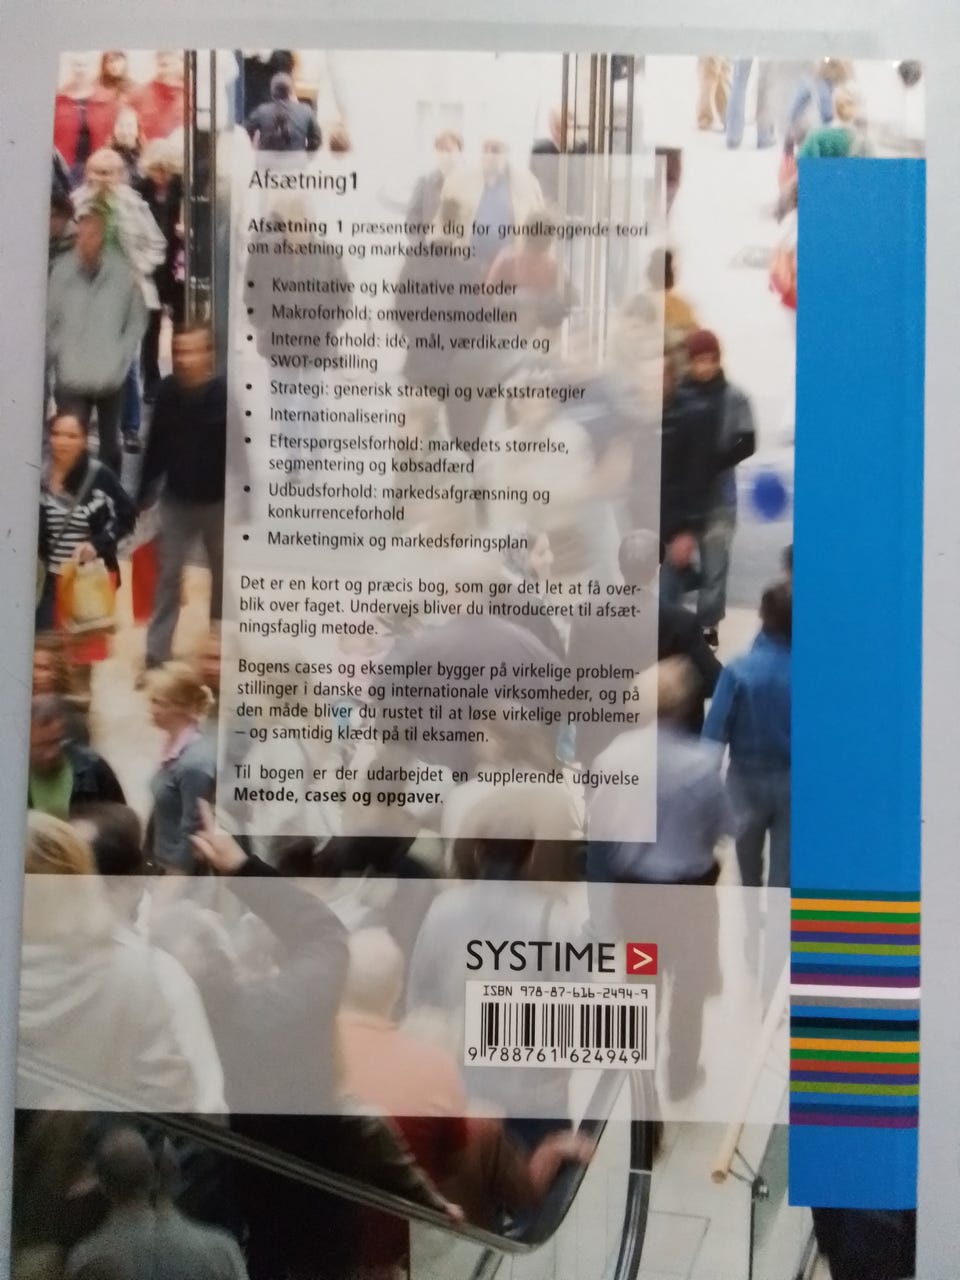 Afsætning1
Afsætning 1 præsenterer dig for grundlæggende teori
om afsætning og markedsføring:
• Kvantitative og kvalitative metoder
• Makroforhold: omverdensmodellen
• Interne forhold: idé, mål, værdikæde og
SWOT-opstilling
• Strategi: generisk strategi og vækststrategier
• Internationalisering
• Efterspørgselsforhold: markedets størrelse,
segmentering og købsadfærd
• Udbudsforhold: markedsafgrænsning og
konkurrenceforhold
• Marketingmix og markedsføringsplan
Det er en kort og præcis bog, som gør det let at få over-
blik over faget. Undervejs bliver du introduceret til afsæt-
ningsfaglig metode.
Bogens cases og eksempler bygger på virkelige problem-
stillinger i danske og internationale virksomheder, og på
den måde bliver du rustet til at løse virkelige problemer
– og samtidig klædt på til eksamen.
Til bogen er der udarbejdet en supplerende udgivelse
Metode, cases og opgaver.
SYSTIME >
ISBN 978-87-616-2494-9
9 788761 624949